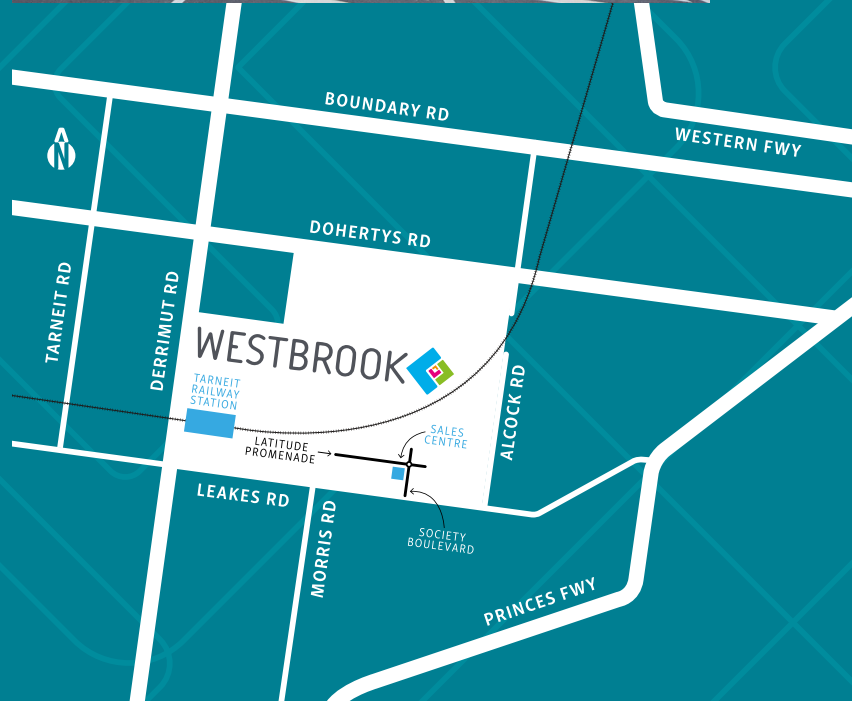 BOUNDARY RD
WESTERN FWY
N
DOHERTYS RD
TARNEIT RD
DERRIMUT RD
WESTBROOK
TARNEIT
RAILWAY
STATION
ALCOCK RD
SALES
CENTRE
LATITUDE
PROMENADE
LEAKES RD
MORRIS RD
SOCIETY
BOULEVARD
PRINCES FWY